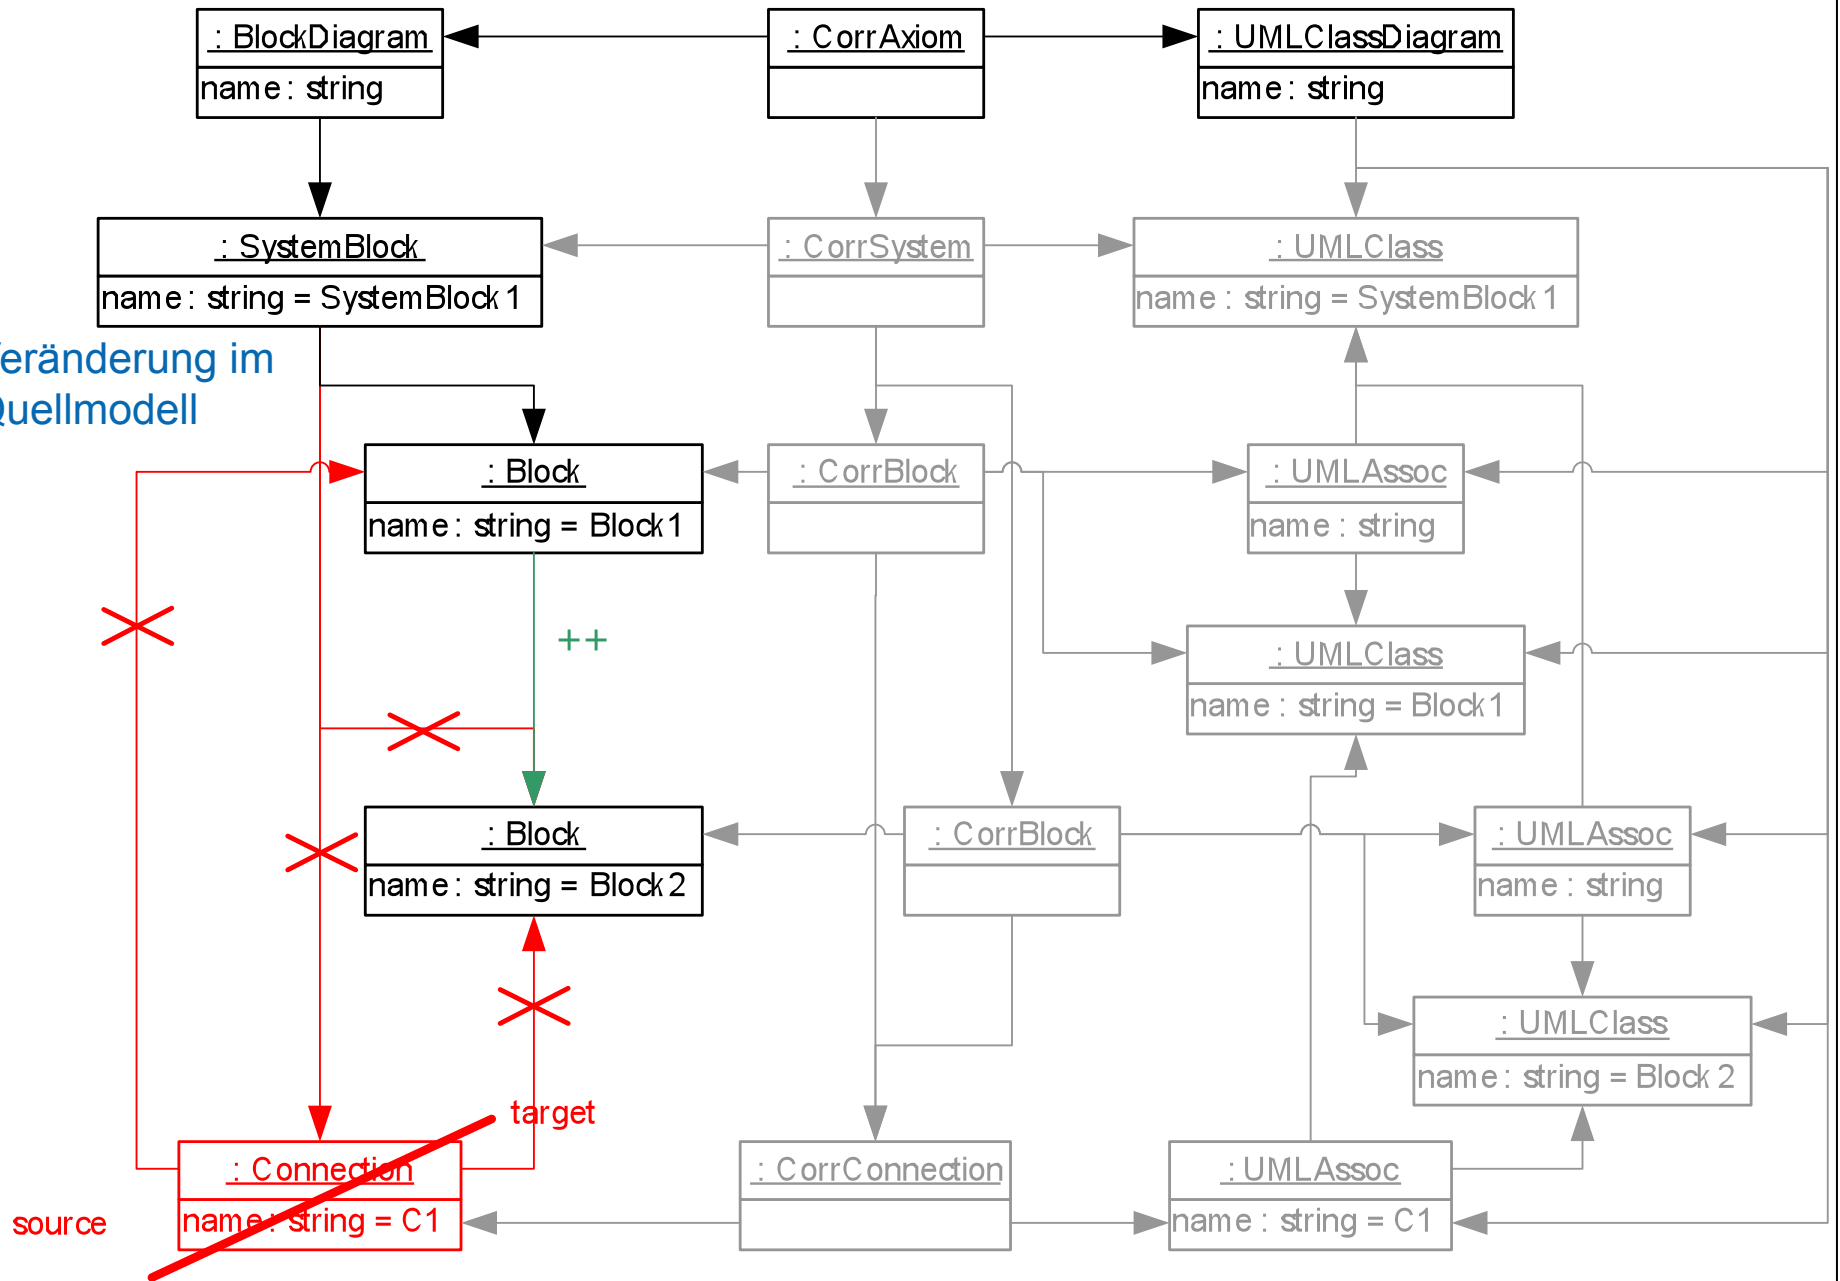 : BlockDiagram
name : string
: CorrAxiom
: UMLClassDiagram
name : string
: SystemBlock
name : string = SystemBlock1
: CorrSystem
: UMLClass
name : string = SystemBlock1
eränderung im
Quellmodell
: Block
name : string = Block1
: CorrBlock
: UMLAssoc
name : string
++
: UMLClass
name : string = Block1
: Block
name : string = Block2
: CorrBlock
: UMLAssoc
name : string
: UMLClass
name : string = Block2
target
: Connection
name : string = C1
source
: CorrConnection
: UMLAssoc
name : string = C1